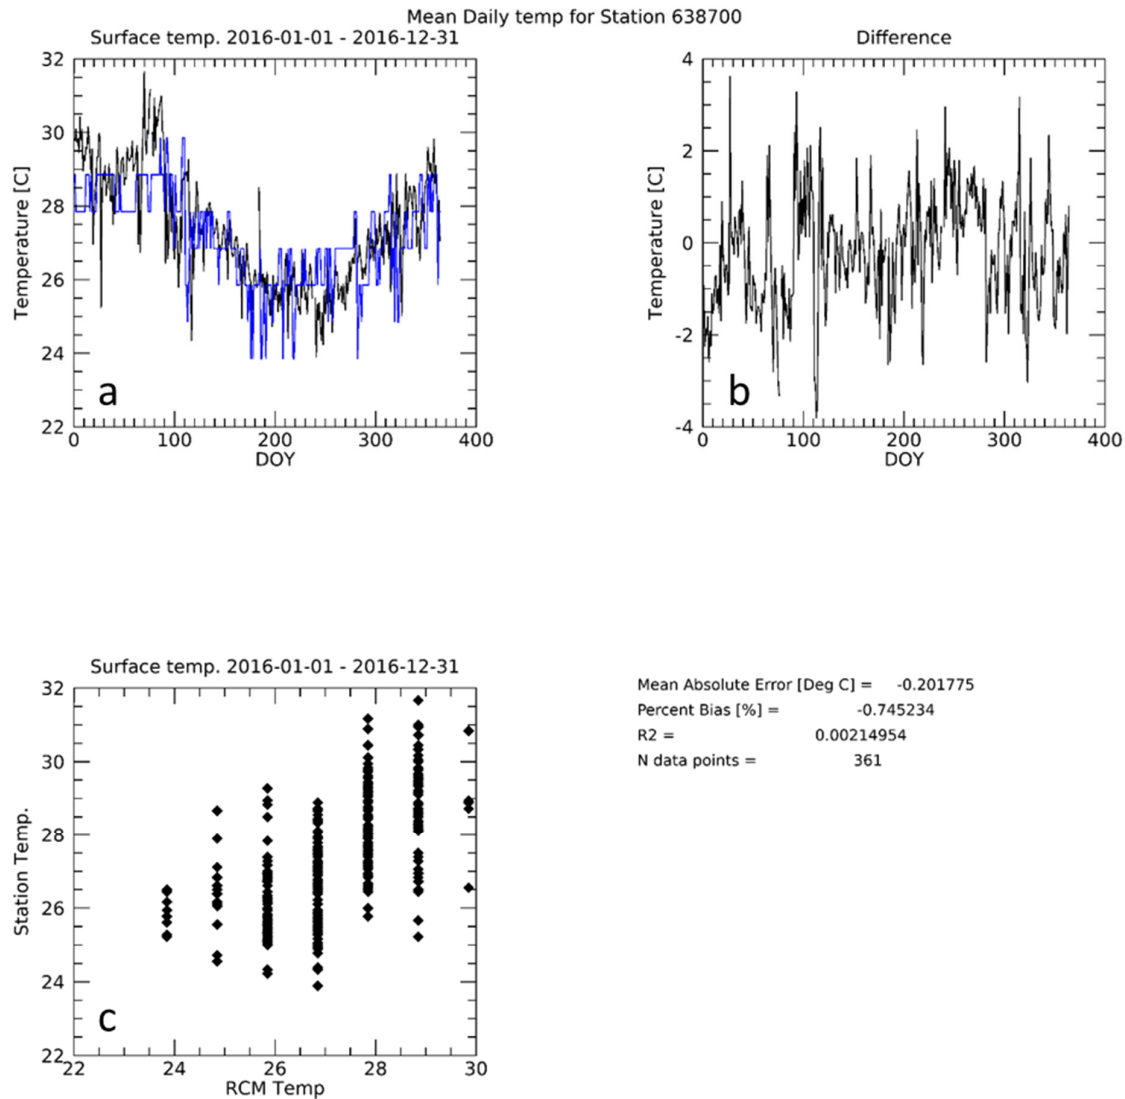 Mean Daily temp for Station 638700
Surface temp. 2016-01-01 - 2016-12-31
Difference
32
30
28
26
24
22
Temperature [C]
a
0 100 200 300 400
DOY
4
2
0
-2
-4
Temperature [C]
b
0 100 200 300 400
DOY
Surface temp. 2016-01-01 - 2016-12-31
32
30
28
26
24
22
Station Temp.
c
22 24 26 28 30
RCM Temp
Mean Absolute Error [Deg C] = -0.201775
Percent Bias [%] = -0.745234
R2 = 0.00214954
N data points = 361